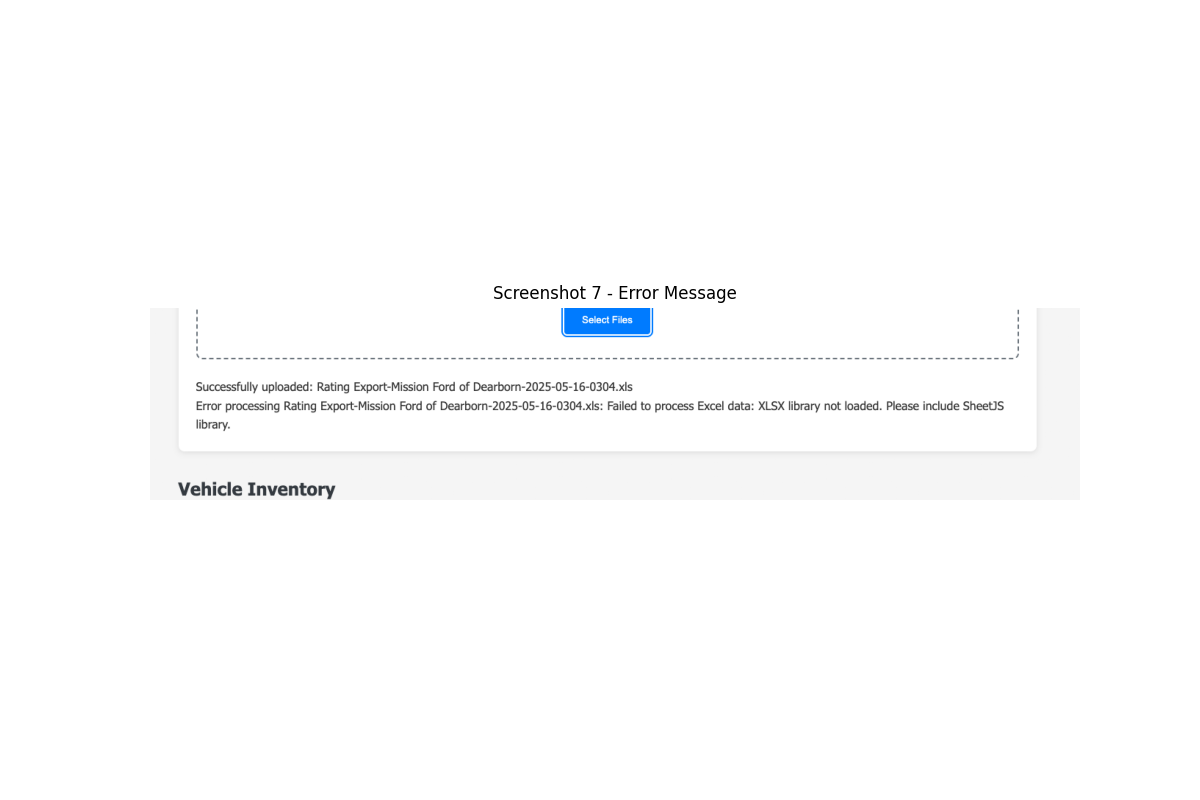 Screenshot 7 - Error Message
Select Files
Successfully uploaded: Rating Export-Mission Ford of Dearborn-2025-05-16-0304.xls
Error processing Rating Export-Mission Ford of Dearborn-2025-05-16-0304.xls: Failed to process Excel data: XLSX library not loaded. Please include SheetJS
library.
Vehicle Inventory